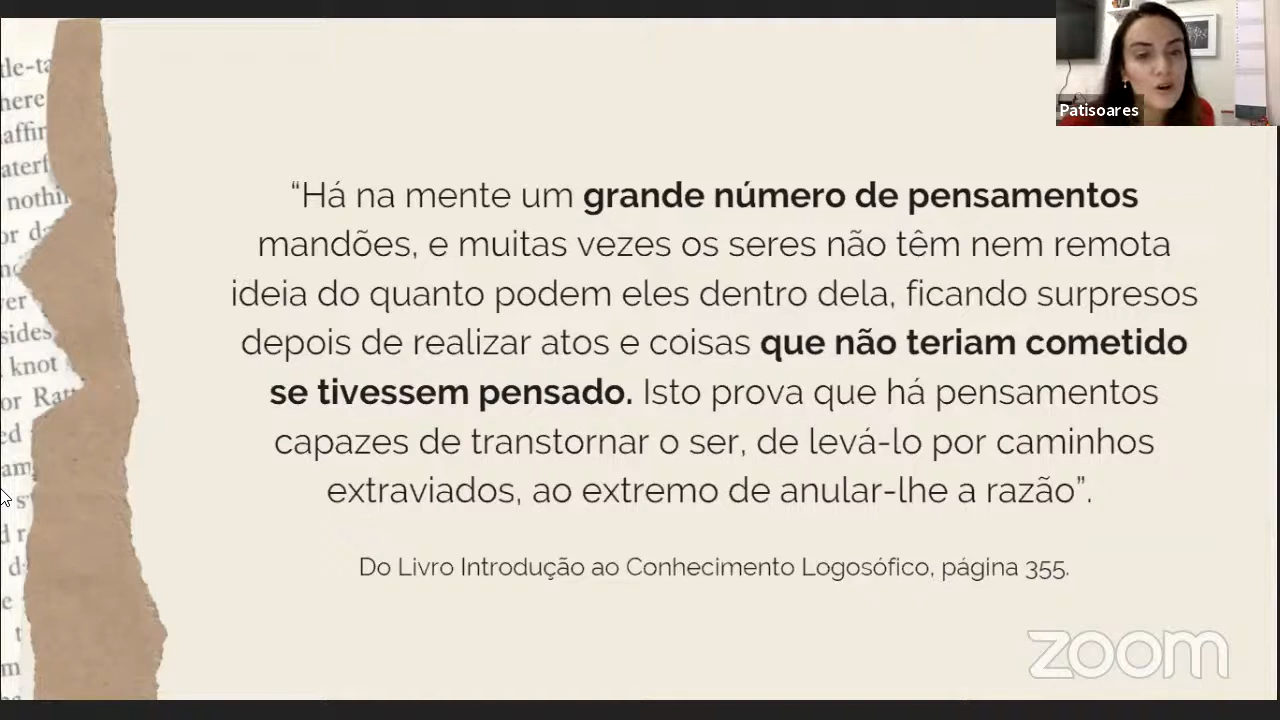 Patisoares
“Há na mente um grande número de pensamentos
mandões, e muitas vezes os seres não têm nem remota
ideia do quanto podem eles dentro dela, ficando surpresos
depois de realizar atos e coisas que não teriam cometido
se tivessem pensado. Isto prova que há pensamentos
capazes de transtornar o ser, de levá-lo por caminhos
extraviados, ao extremo de anular-lhe a razão”.
Do Livro Introdução ao Conhecimento Logosófico, página 355.
zoom